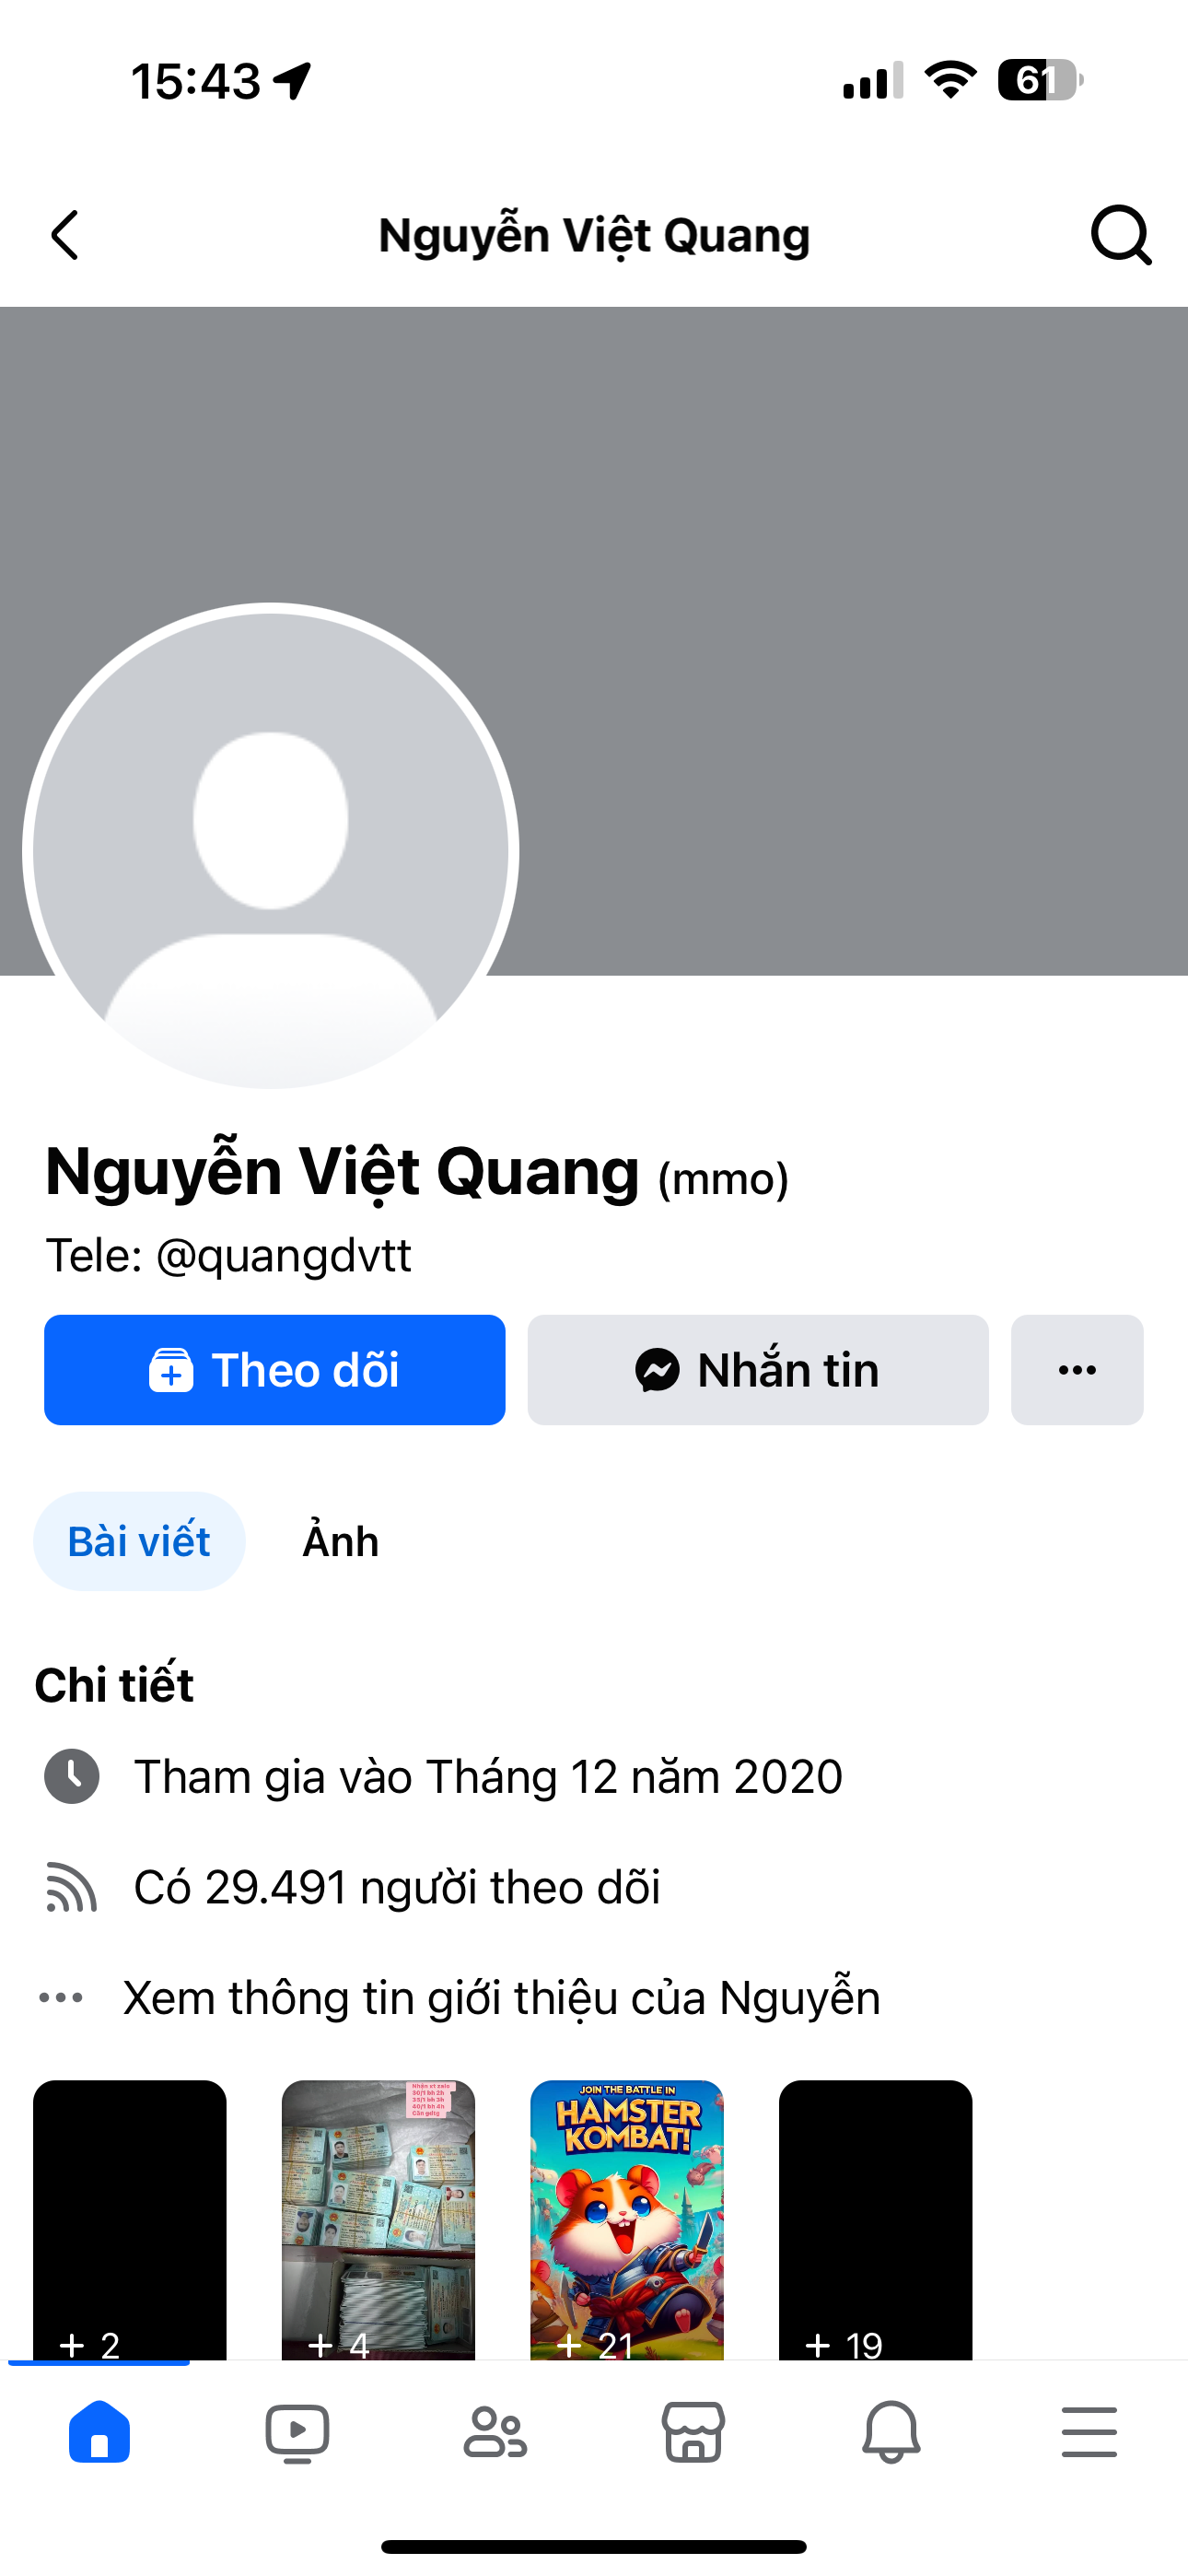 15:43
61
Nguyễn Việt Quang
Nguyễn Việt Quang (mmo)
Tele: @quangdvtt
Theo dõi
Nhắn tin
Bài viết
Ảnh
Chi tiết
Tham gia vào Tháng 12 năm 2020
Có 29.491 người theo dõi
Xem thông tin giới thiệu của Nguyễn
JOIN THE BATTLE IN
HAMSTER
KOMBAT!
+ 2
+ 4
+ 21
+ 19